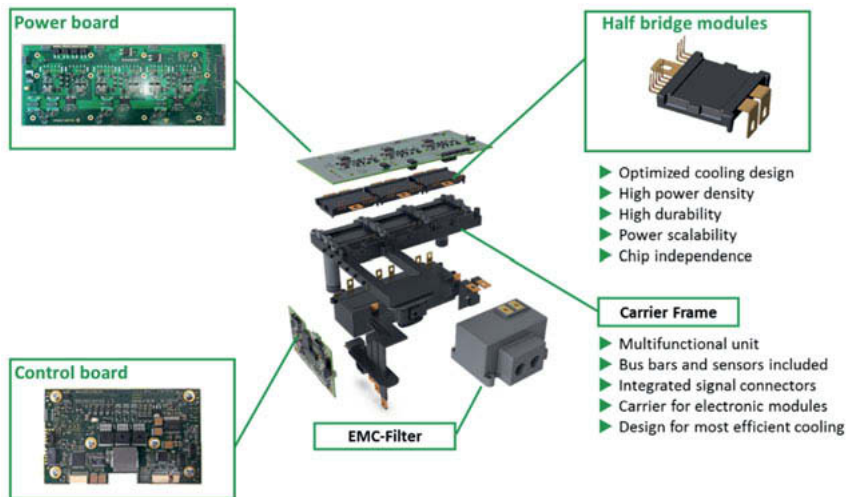 Power board
Half bridge modules
Optimized cooling design
High power density
High durability
Power scalability
Chip independence
Carrier Frame
Multifunctional unit
Bus bars and sensors included
Integrated signal connectors
Carrier for electronic modules
Design for most efficient cooling
Control board
EMC-Filter